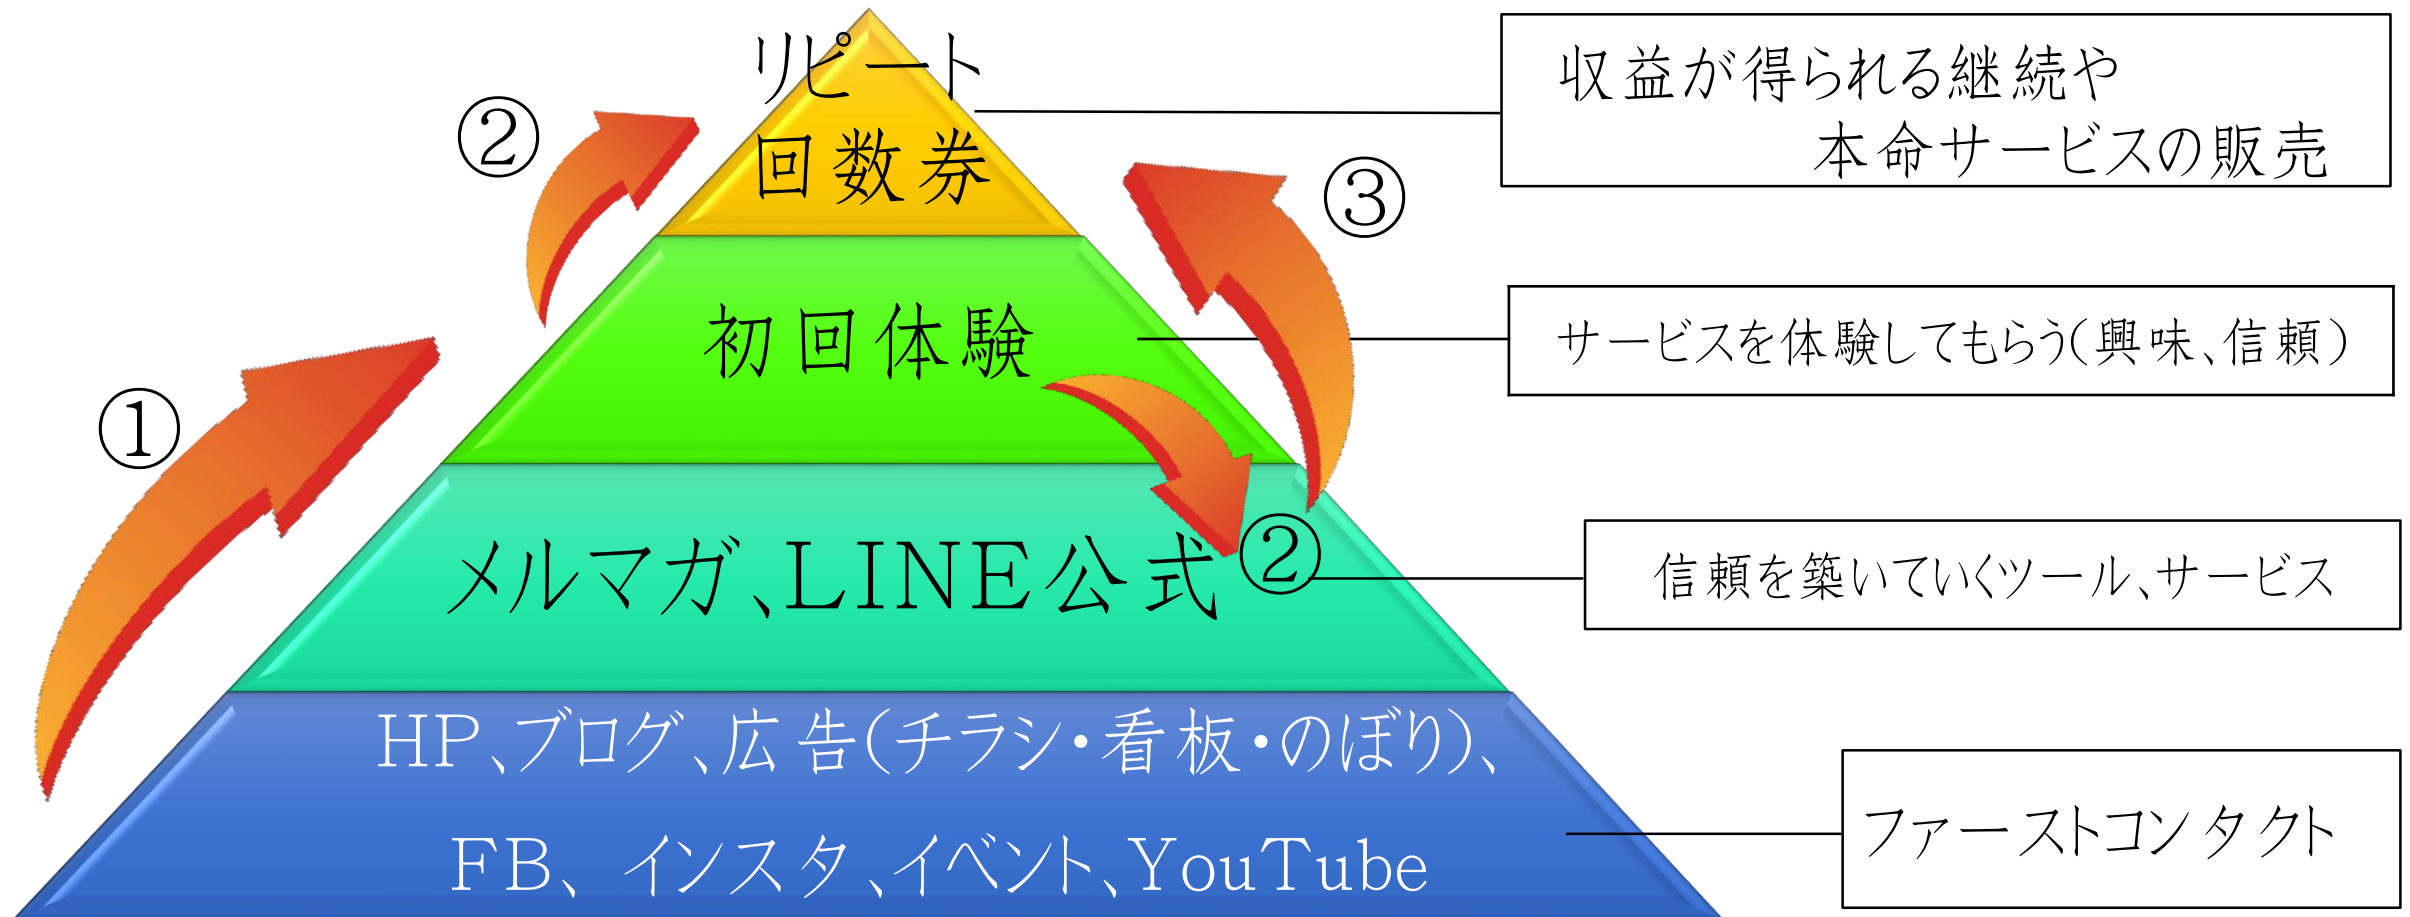 リピート
回数券
収益が得られる継続や
本命サービスの販売
②
③
初回体験
サービスを体験してもらう(興味、信頼)
①
メルマガ、LINE公式
②
信頼を築いていくツール、サービス
HP、ブログ、広告(チラシ・看板・のぼり)、
FB、インスタ、イベント、YouTube
ファーストコンタクト